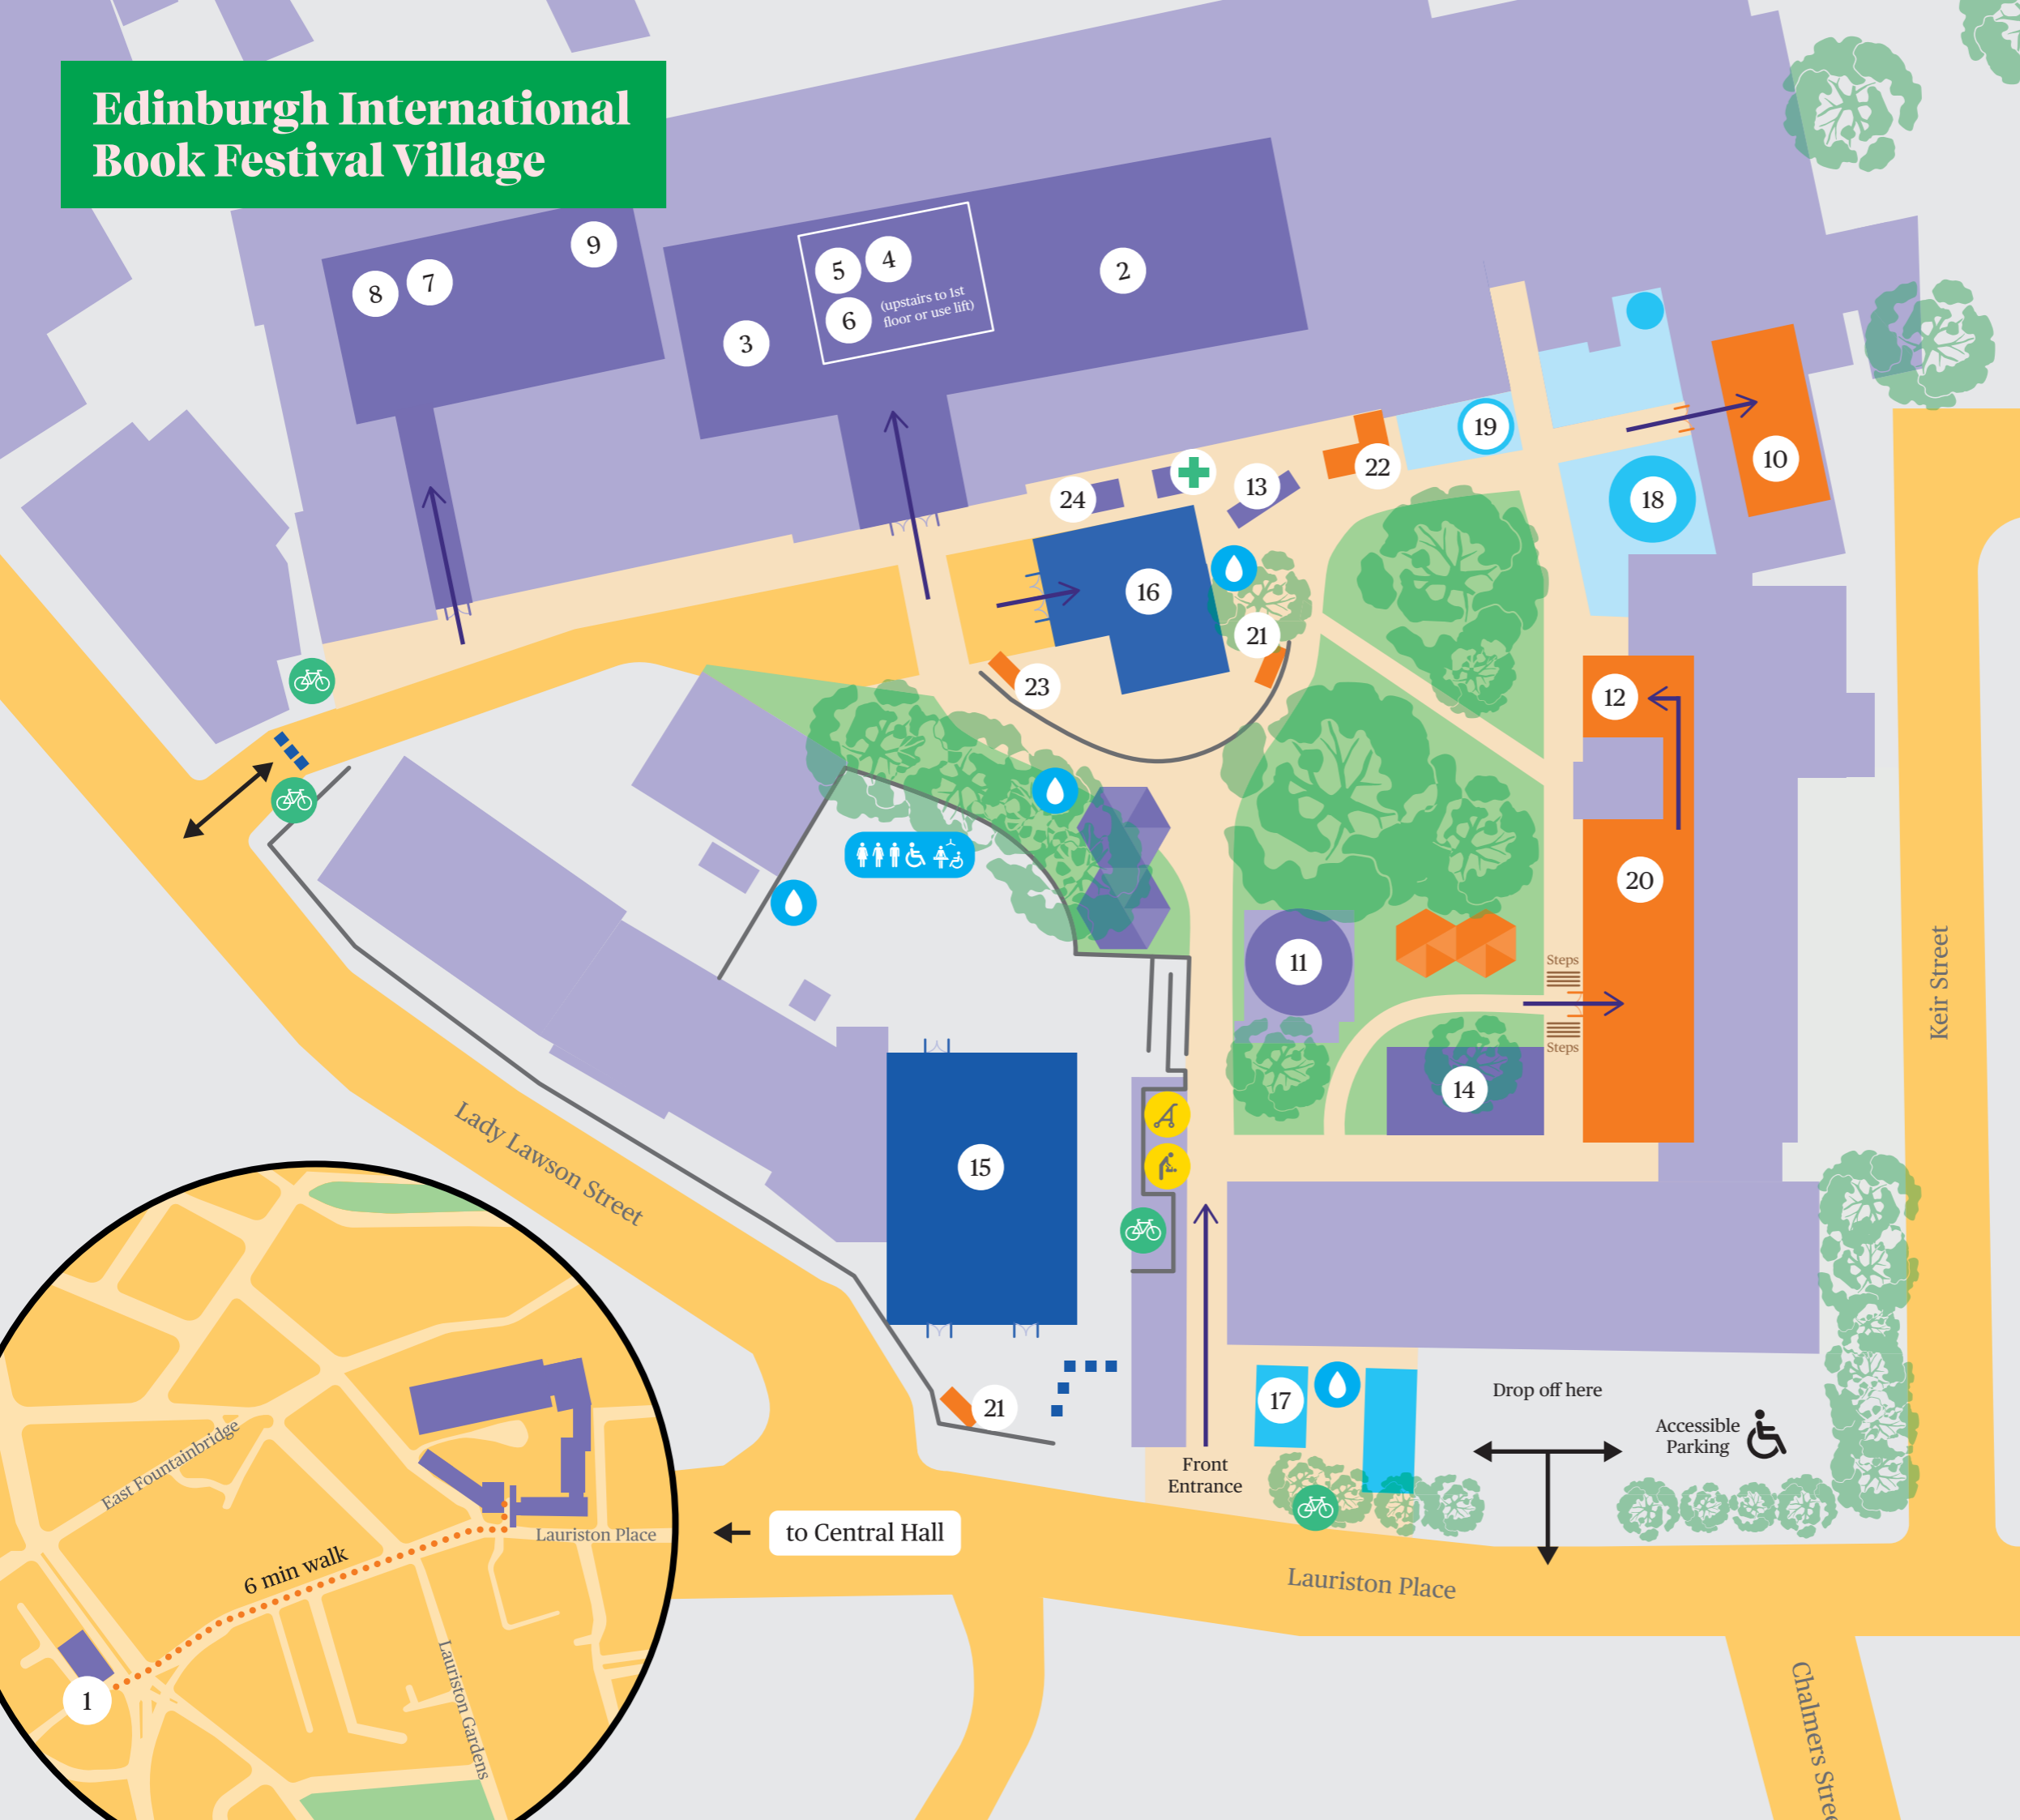 Edinburgh International
Book Festival Village
9
8
7
5
4
6
(upstairs to 1st
floor or use lift)
3
2
19
22
10
18
13
24
16
21
23
12
20
11
Steps
Steps
14
15
Keir Street
Lady Lawson Street
21
17
Front
Entrance
Drop off here
Accessible
Parking
to Central Hall
Lauriston Place
Chalmers Stree
East Fountainbridge
Lauriston Place
6 min walk
Lauriston Gardens
1